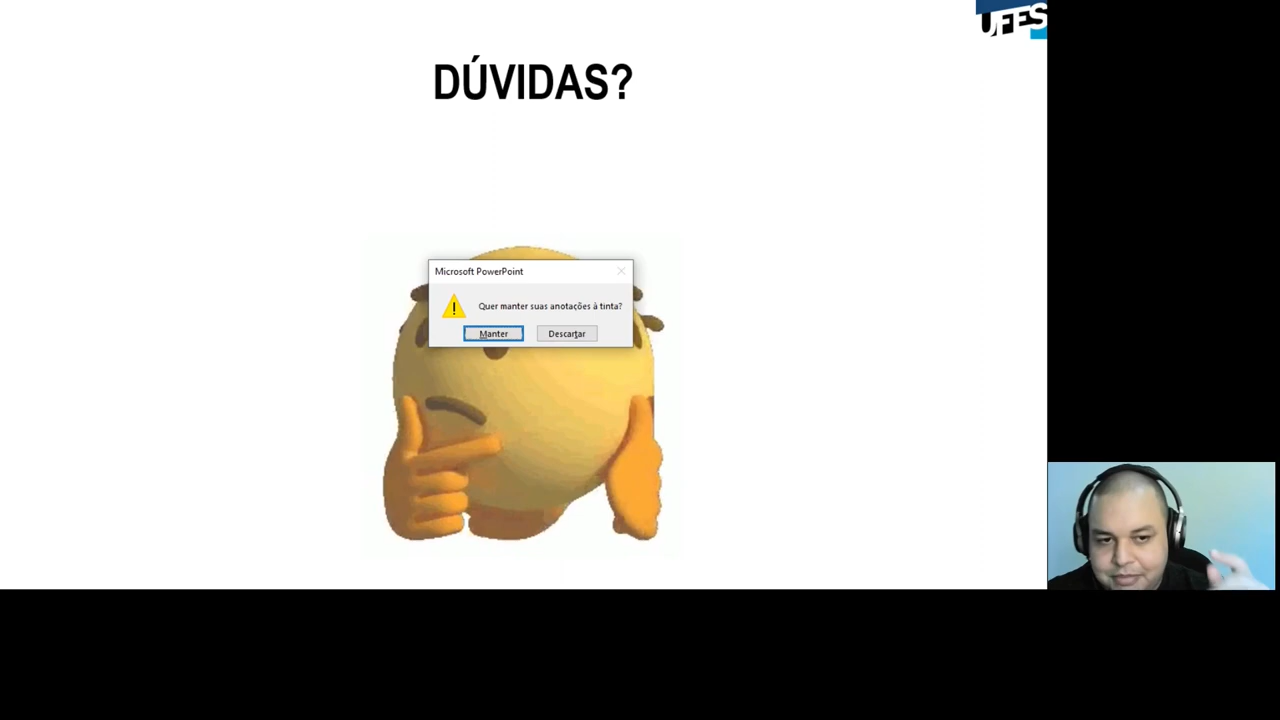 UFES
DÚVIDAS?
Microsoft PowerPoint
Quer manter suas anotações à tinta?
Manter
Descartar